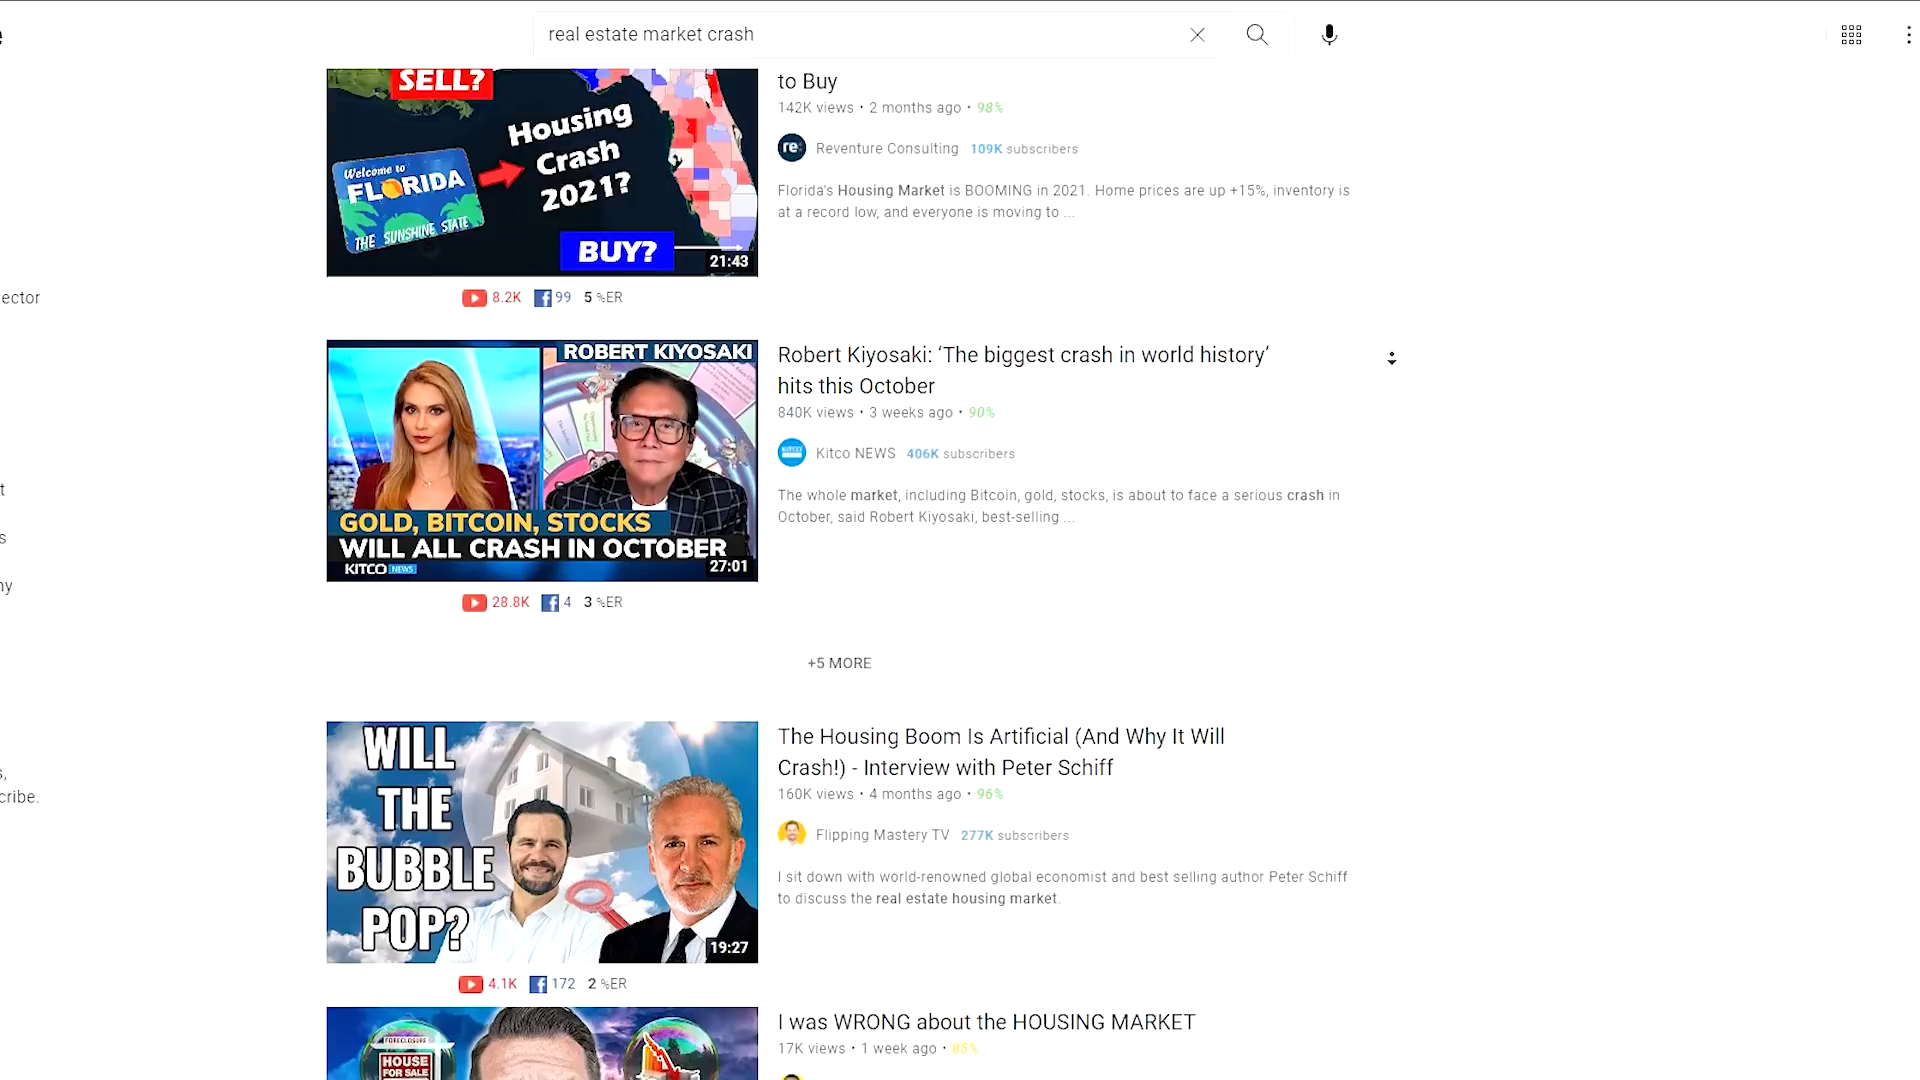 e
real estate market crash
SELL?
Housing
Crash
2021?
Welcome to
FLORIDA
THE SUNSHINE STATE
BUY?
21:43
to Buy
142K views • 2 months ago • 98%
re:
Reventure Consulting 109K subscribers
Florida's Housing Market is BOOMING in 2021. Home prices are up +15%, inventory is
at a record low, and everyone is moving to ...
8.2K 99 5 %ER
ector
ROBERT KIYOSAKI
GOLD, BITCOIN, STOCKS
WILL ALL CRASH IN OCTOBER
KITCO NEWS
27:01
Robert Kiyosaki: ‘The biggest crash in world history’
hits this October
840K views • 3 weeks ago • 90%
Kitco NEWS 406K subscribers
The whole market, including Bitcoin, gold, stocks, is about to face a serious crash in
October, said Robert Kiyosaki, best-selling ...
28.8K 4 3 %ER
t
s
ny
+5 MORE
WILL
THE
BUBBLE
POP?
19:27
The Housing Boom Is Artificial (And Why It Will
Crash!) - Interview with Peter Schiff
160K views • 4 months ago • 96%
Flipping Mastery TV 277K subscribers
I sit down with world-renowned global economist and best selling author Peter Schiff
to discuss the real estate housing market.
4.1K 172 2 %ER
s,
cribe.
FORECLOSURE
HOUSE
FOR SALE
I was WRONG about the HOUSING MARKET
17K views • 1 week ago • 85%